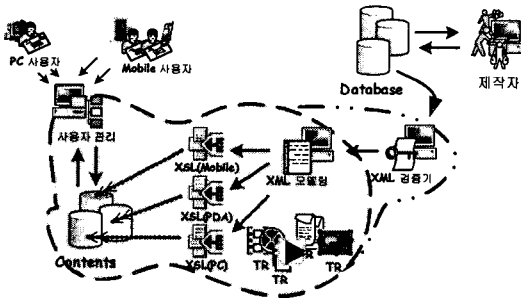 PC 사용자
Mobile 사용자
Database
제작자
사용자 관리
XSL(Mobile)
XML 모델링
XML 검증기
XSL(PDA)
Contents
XSL(PC)
TR
TR
TR